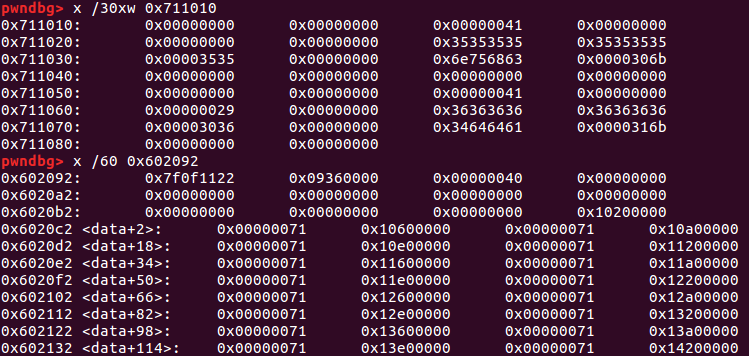 pwndbg> x /30xw 0x711010
0x711010: 0x00000000 0x00000000 0x00000041 0x00000000
0x711020: 0x00000000 0x00000000 0x35353535 0x35353535
0x711030: 0x00003535 0x00000000 0x6e756863 0x0000306b
0x711040: 0x00000000 0x00000000 0x00000000 0x00000000
0x711050: 0x00000000 0x00000000 0x00000041 0x00000000
0x711060: 0x00000029 0x00000000 0x36363636 0x36363636
0x711070: 0x00003036 0x00000000 0x34646461 0x0000316b
0x711080: 0x00000000 0x00000000
pwndbg> x /60 0x602092
0x602092: 0x7f0f1122 0x09360000 0x00000040 0x00000000
0x6020a2: 0x00000000 0x00000000 0x00000000 0x00000000
0x6020b2: 0x00000000 0x00000000 0x00000000 0x10200000
0x6020c2 <data+2>: 0x00000071 0x10600000 0x00000071 0x10a00000
0x6020d2 <data+18>: 0x00000071 0x10e00000 0x00000071 0x11200000
0x6020e2 <data+34>: 0x00000071 0x11600000 0x00000071 0x11a00000
0x6020f2 <data+50>: 0x00000071 0x11e00000 0x00000071 0x12200000
0x602102 <data+66>: 0x00000071 0x12600000 0x00000071 0x12a00000
0x602112 <data+82>: 0x00000071 0x12e00000 0x00000071 0x13200000
0x602122 <data+98>: 0x00000071 0x13600000 0x00000071 0x13a00000
0x602132 <data+114>: 0x00000071 0x13e00000 0x00000071 0x14200000